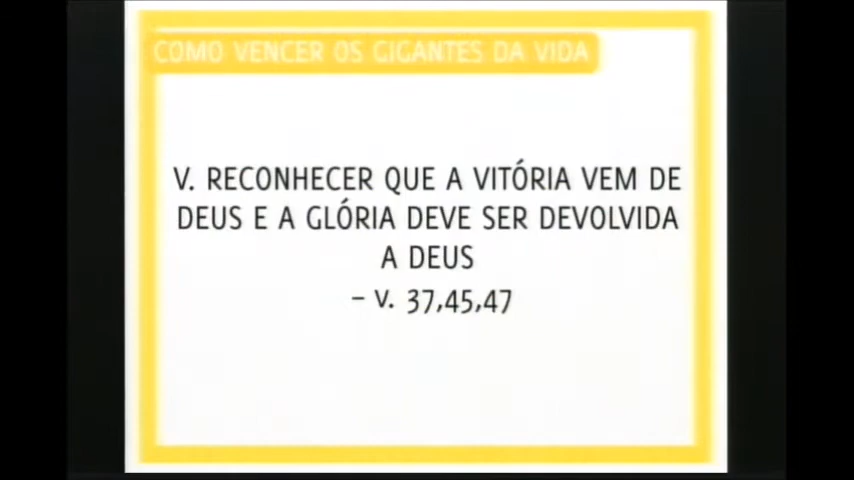 COMO VENCER OS GIGANTES DA VIDA
V. RECONHECER QUE A VITÓRIA VEM DE
DEUS E A GLÓRIA DEVE SER DEVOLVIDA
A DEUS
– V. 37,45,47